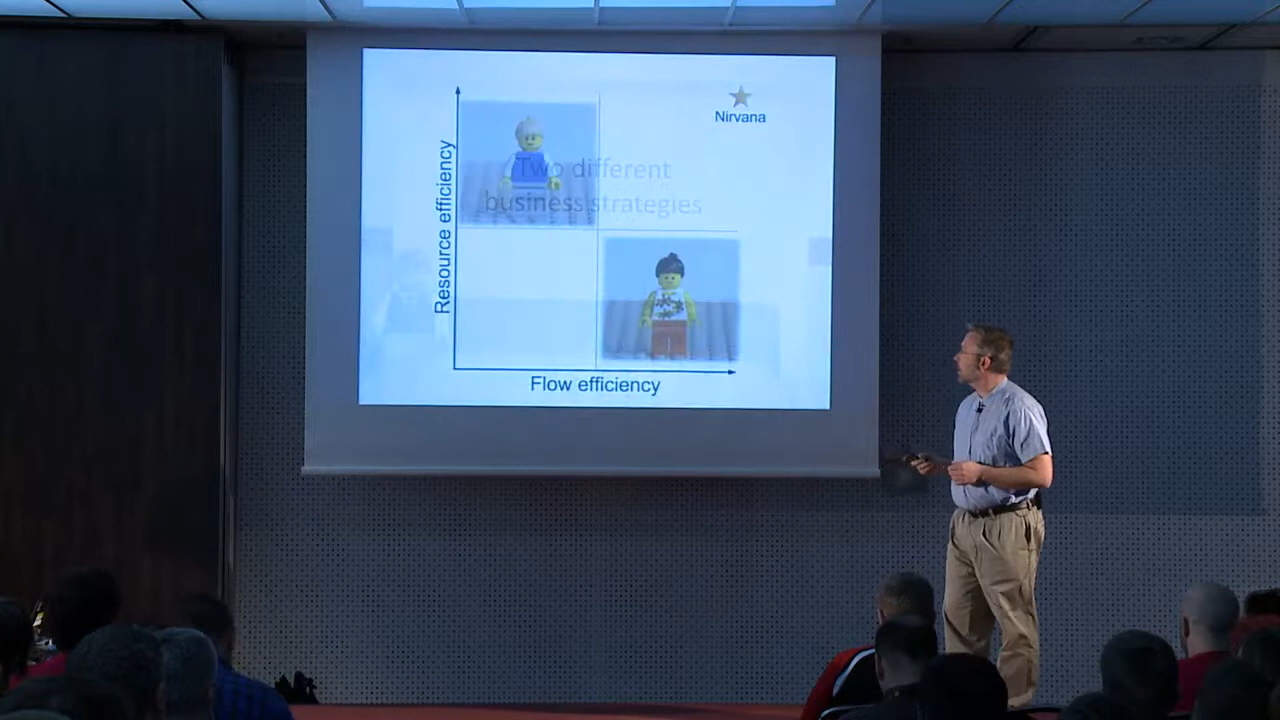 Nirvana
Two different
business strategies
Resource efficiency
Flow efficiency